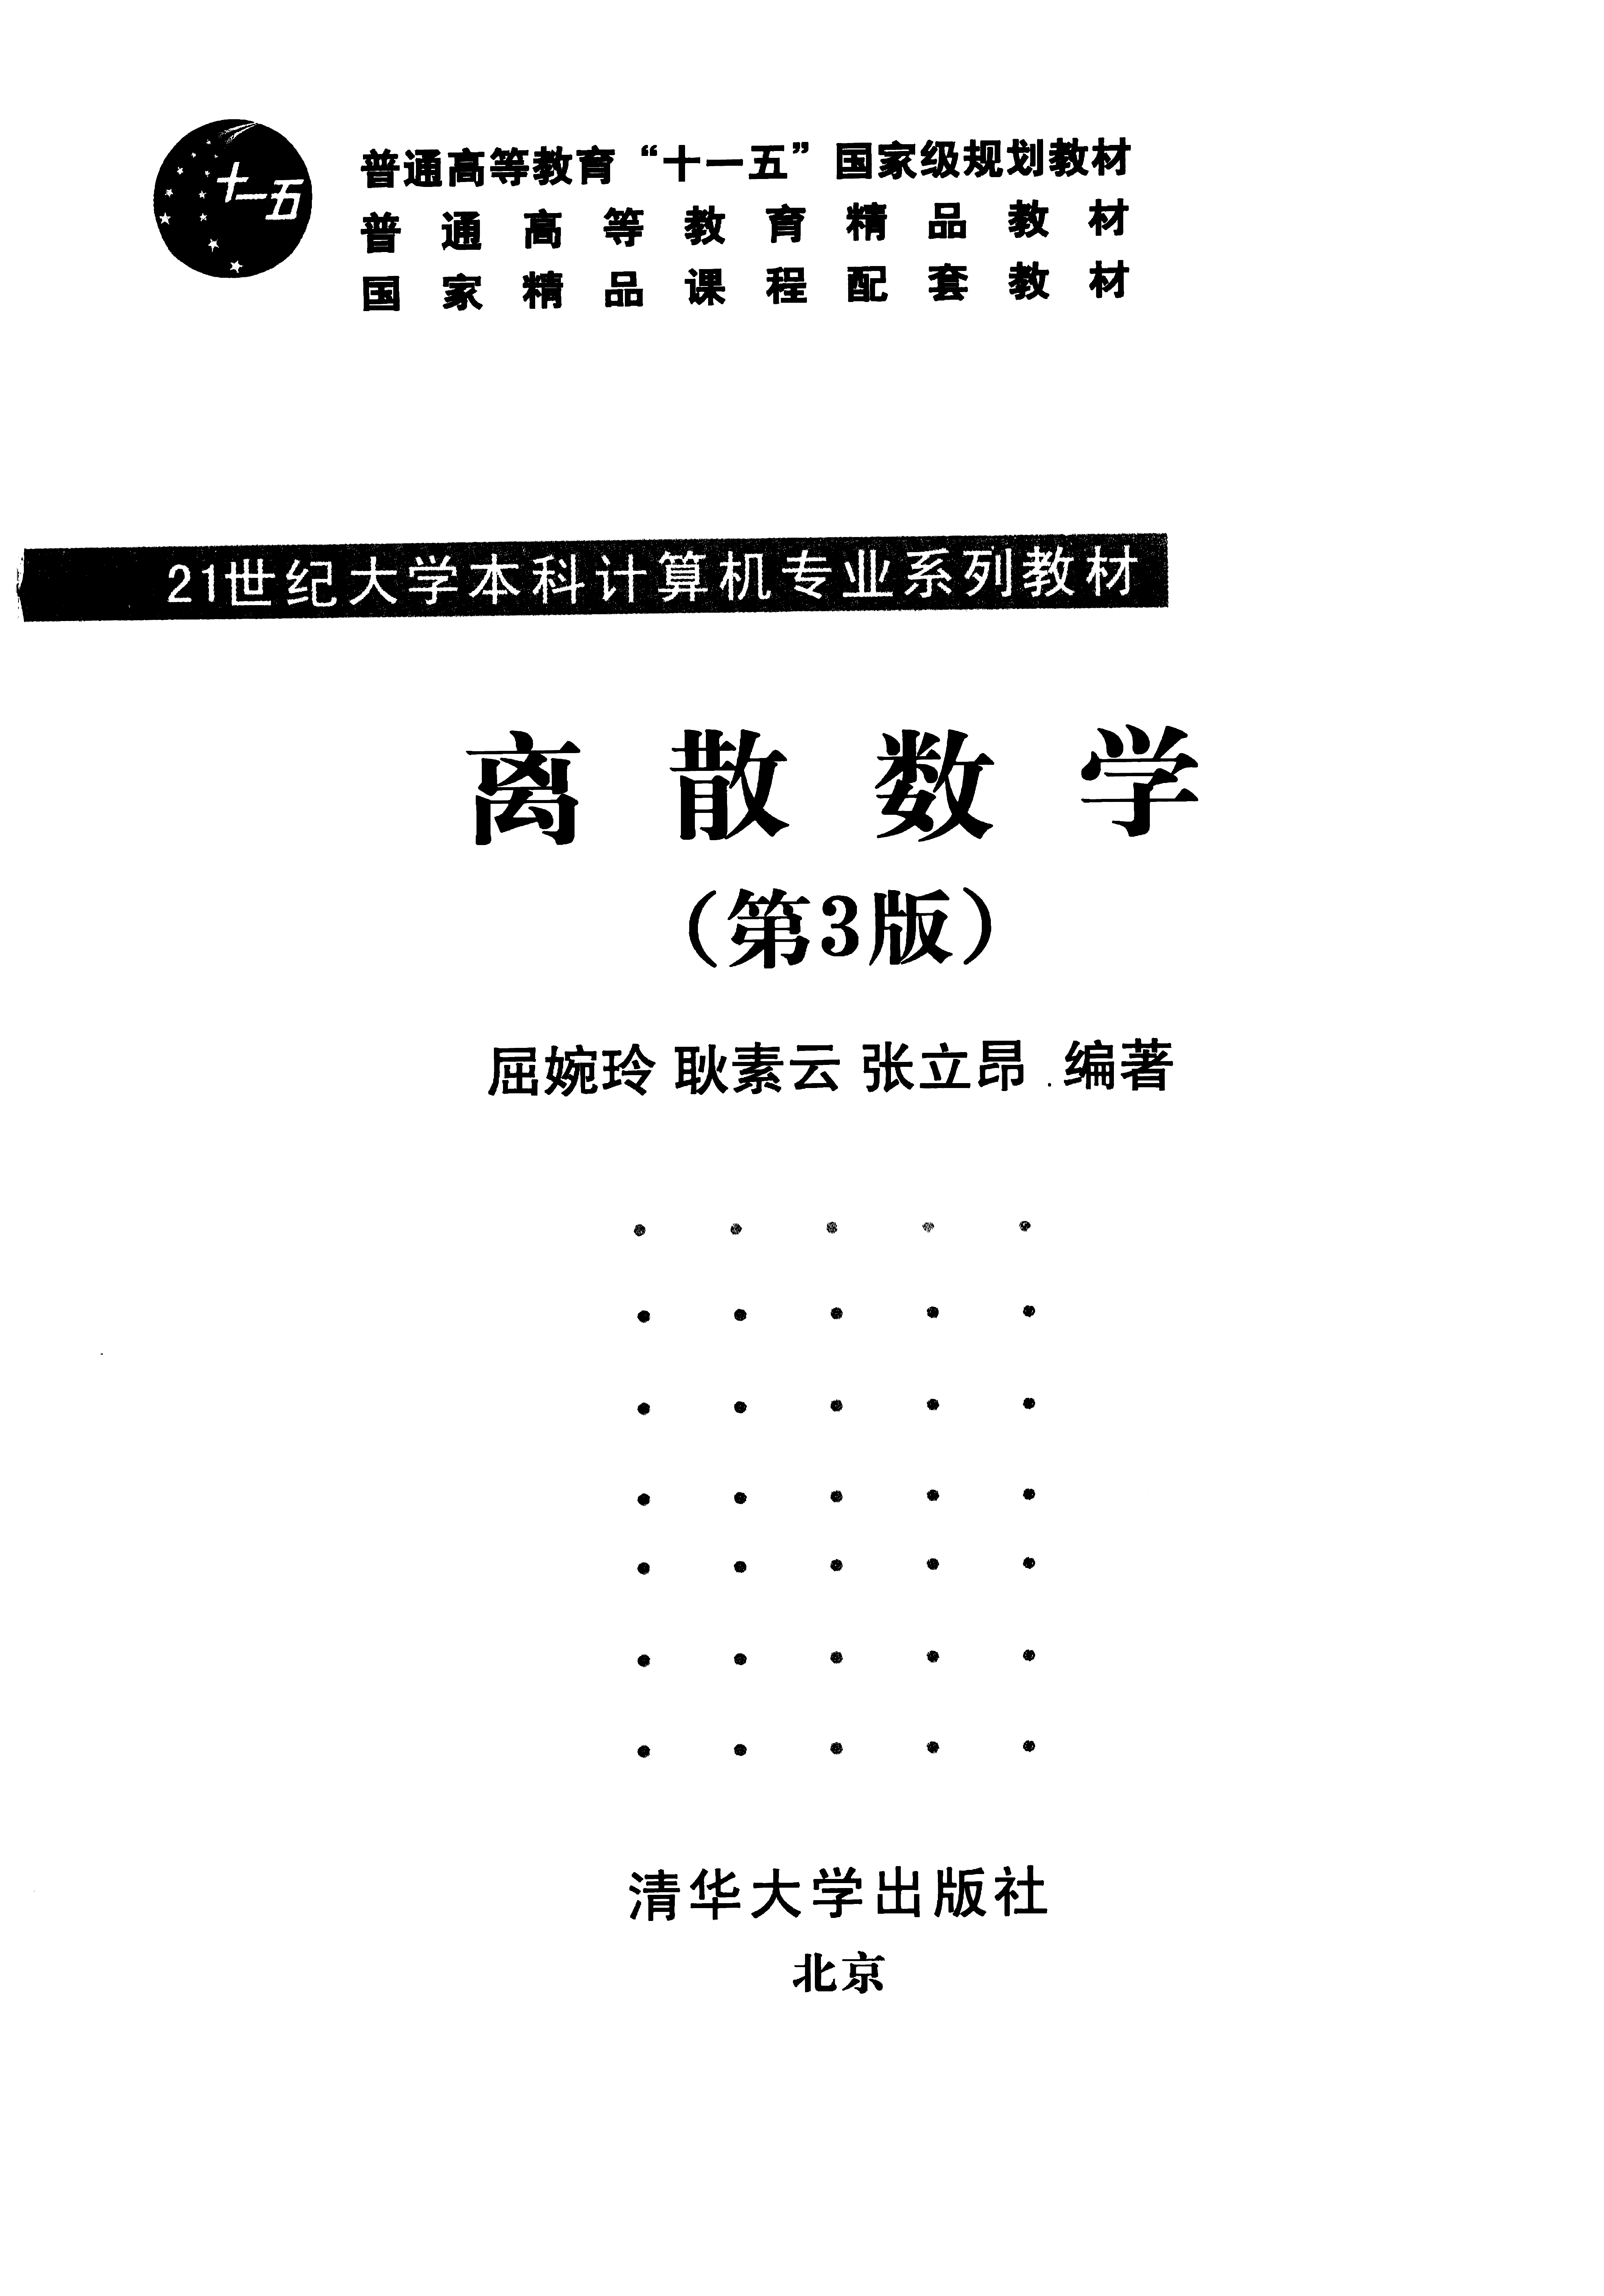 十一五
普通高等教育“十一五”国家级规划教材
普通高等教育精品教材
国家精品课程配套教材
21世纪大学本科计算机专业系列教材
离散数学
（第3版）
屈婉玲 耿素云 张立昂 编著
清华大学出版社
北京